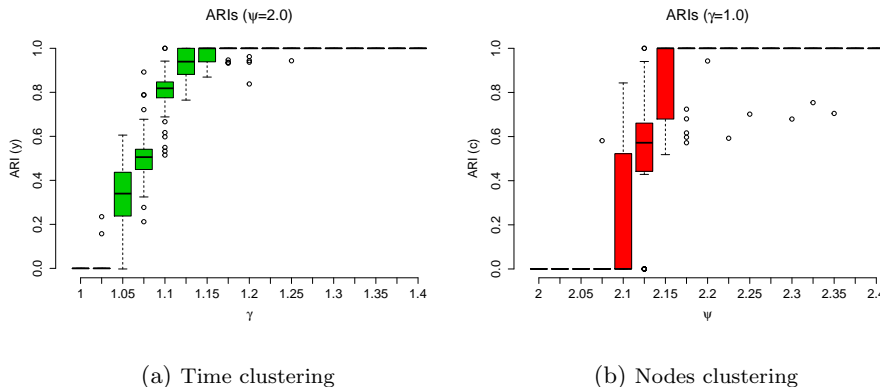 ARIs (ψ=2.0)
ARI (y)
1.0
0.8
0.6
0.4
0.2
0.0
1 1.05 1.1 1.15 1.2 1.25 1.3 1.35 1.4
γ
(a) Time clustering
ARIs (γ=1.0)
ARI (c)
1.0
0.8
0.6
0.4
0.2
0.0
2 2.05 2.1 2.15 2.2 2.25 2.3 2.35 2.4
ψ
(b) Nodes clustering